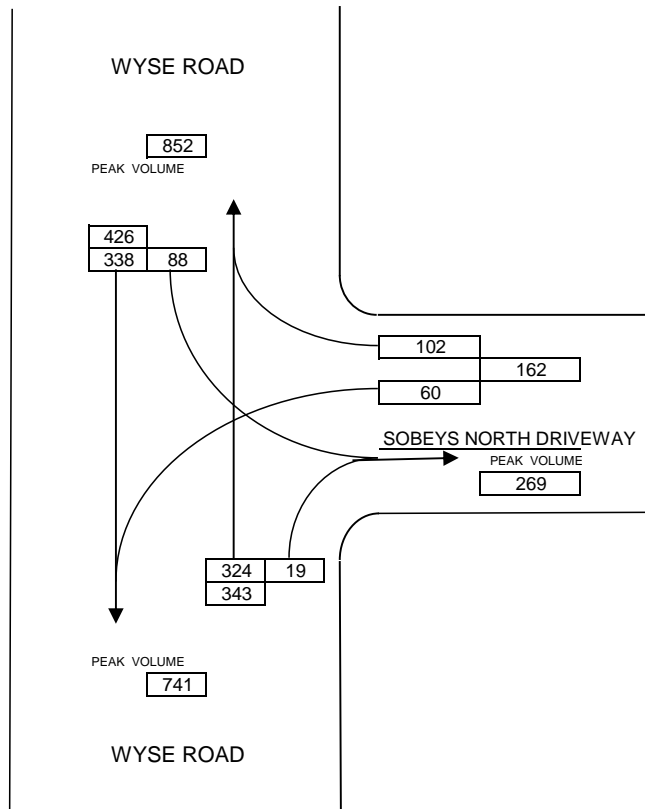 WYSE ROAD
852
PEAK VOLUME
426
338 88
102
162
60
SOBEYS NORTH DRIVEWAY
PEAK VOLUME
269
324 19
343
PEAK VOLUME
741
WYSE ROAD